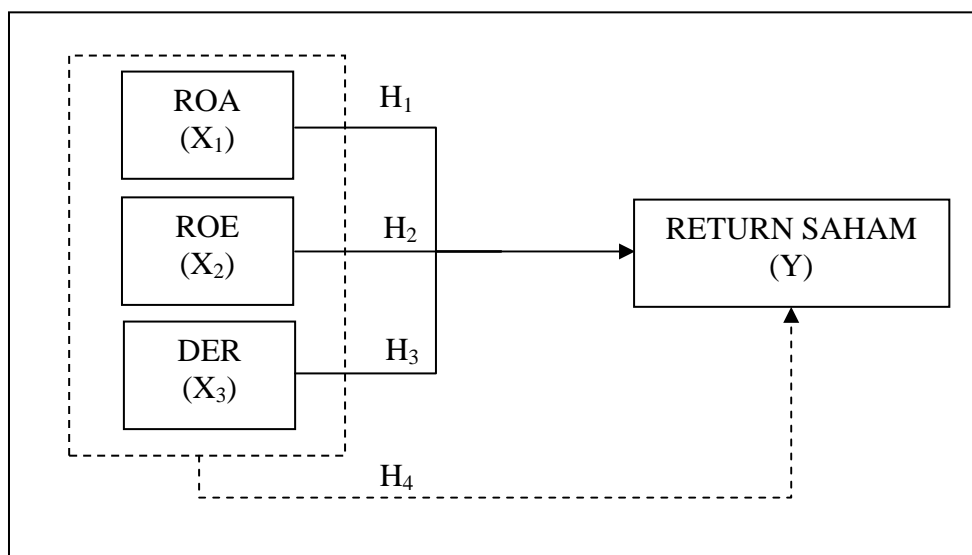 ROA
(X₁)
H₁
ROE
(X₂)
H₂
RETURN SAHAM
(Y)
DER
(X₃)
H₃
H₄